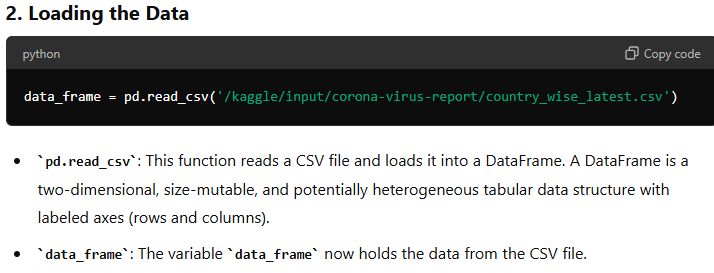 2. Loading the Data
python
Copy code
data_frame = pd.read_csv('/kaggle/input/corona-virus-report/country_wise_latest.csv')
• `pd.read_csv`: This function reads a CSV file and loads it into a DataFrame. A DataFrame is a
two-dimensional, size-mutable, and potentially heterogeneous tabular data structure with
labeled axes (rows and columns).
• `data_frame`: The variable `data_frame` now holds the data from the CSV file.